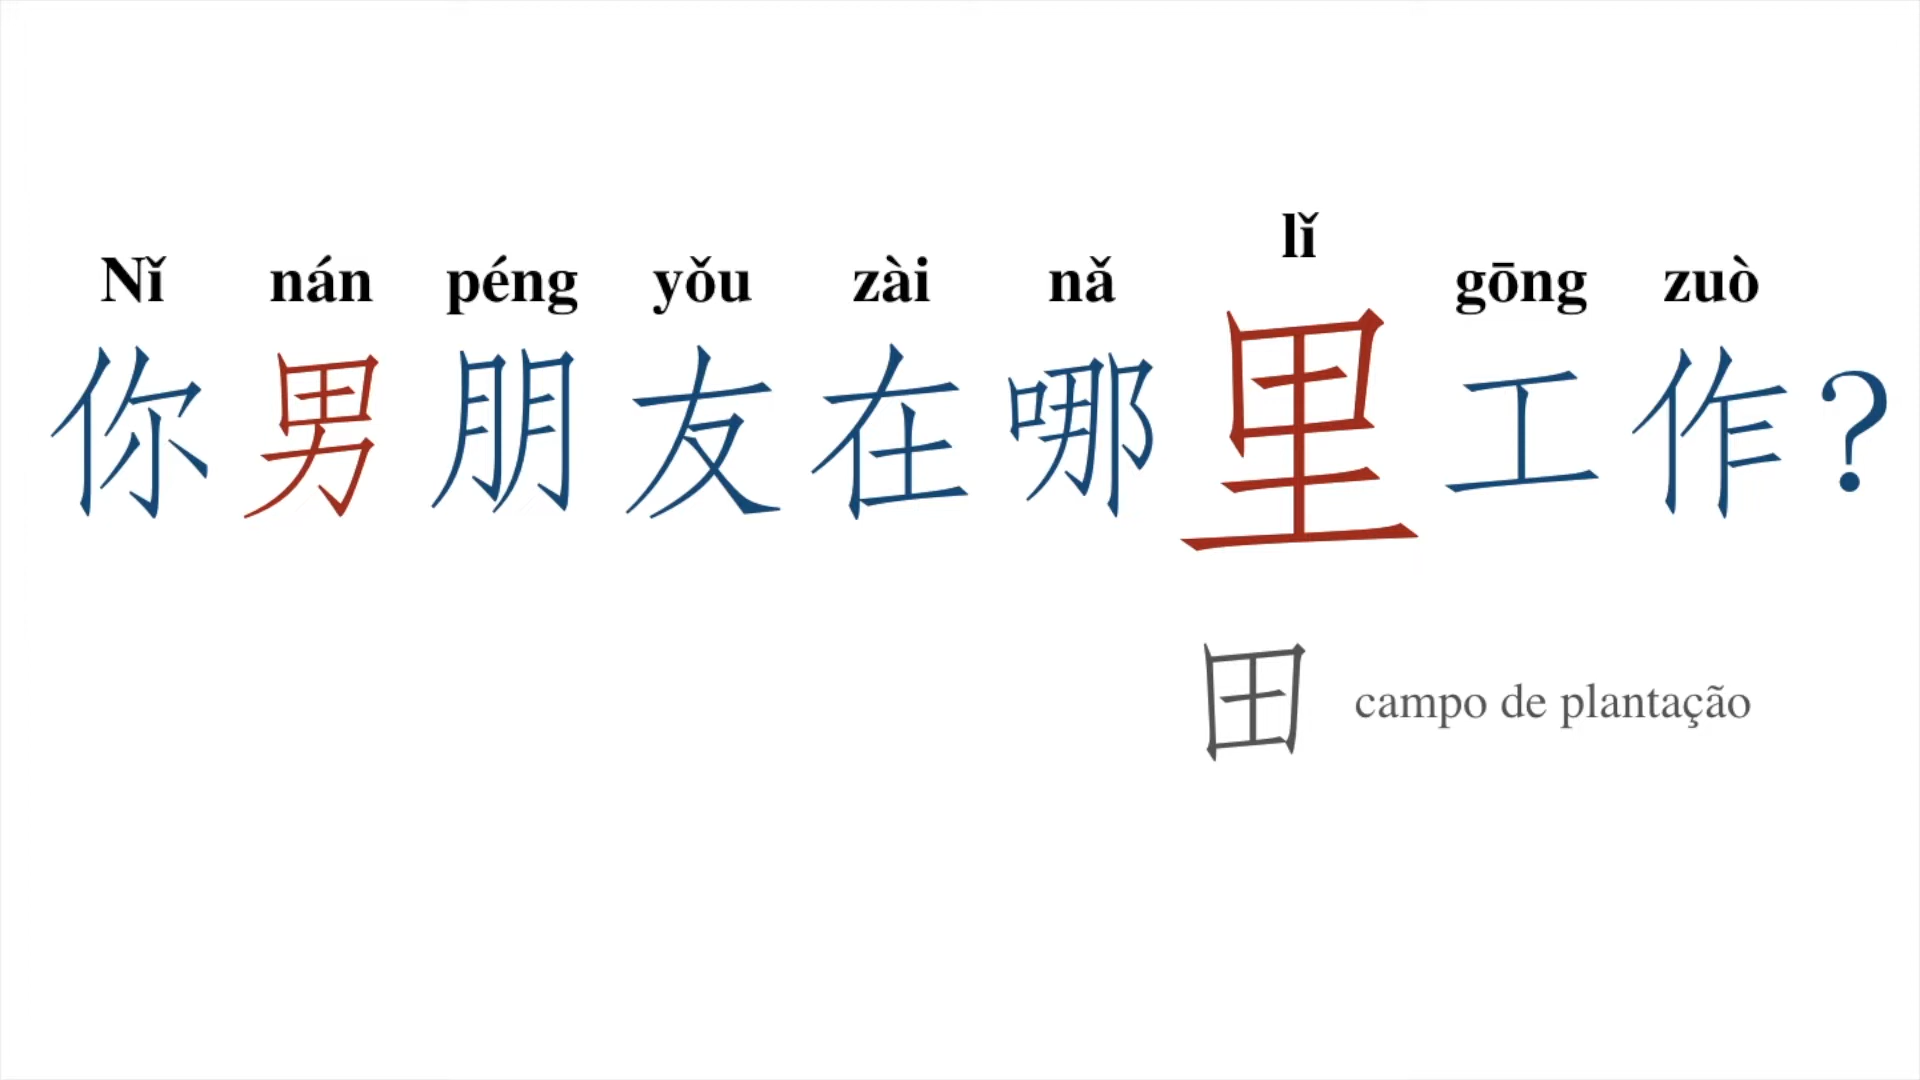 Nǐ nán péng yǒu zài nǎ lǐ gōng zuò
你男朋友在哪里工作？
田 campo de plantação